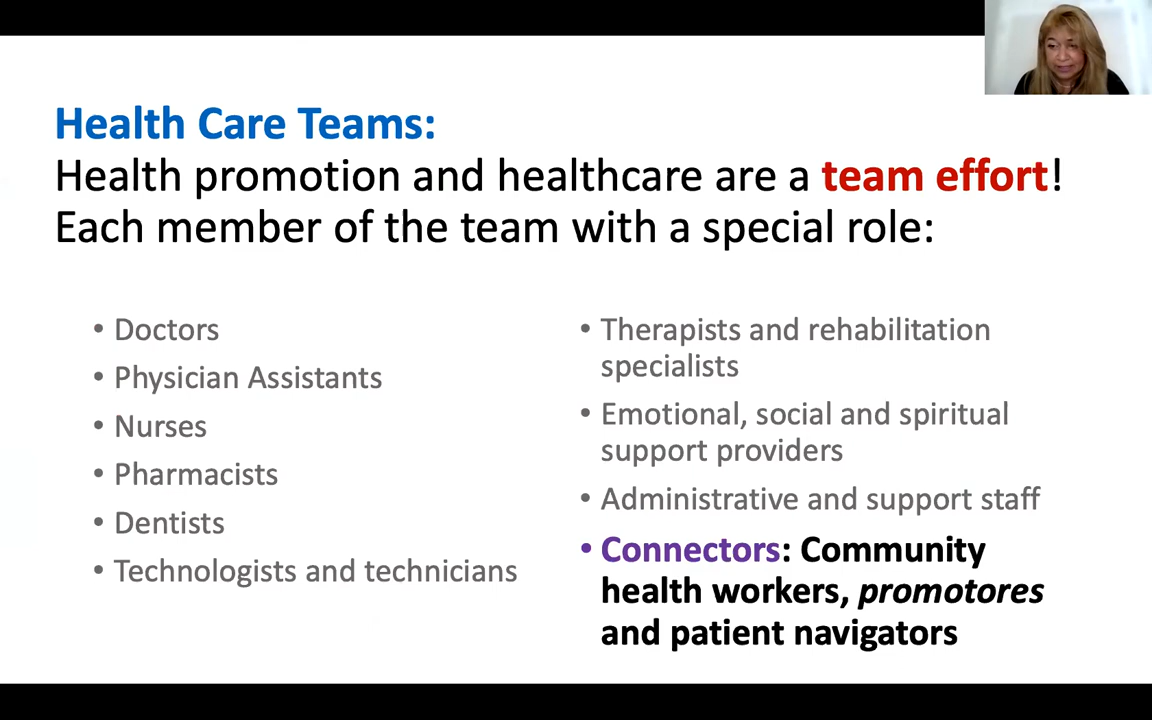 Health Care Teams:
Health promotion and healthcare are a team effort!
Each member of the team with a special role:
• Doctors
• Physician Assistants
• Nurses
• Pharmacists
• Dentists
• Technologists and technicians
• Therapists and rehabilitation
specialists
• Emotional, social and spiritual
support providers
• Administrative and support staff
• Connectors: Community
health workers, promotores
and patient navigators